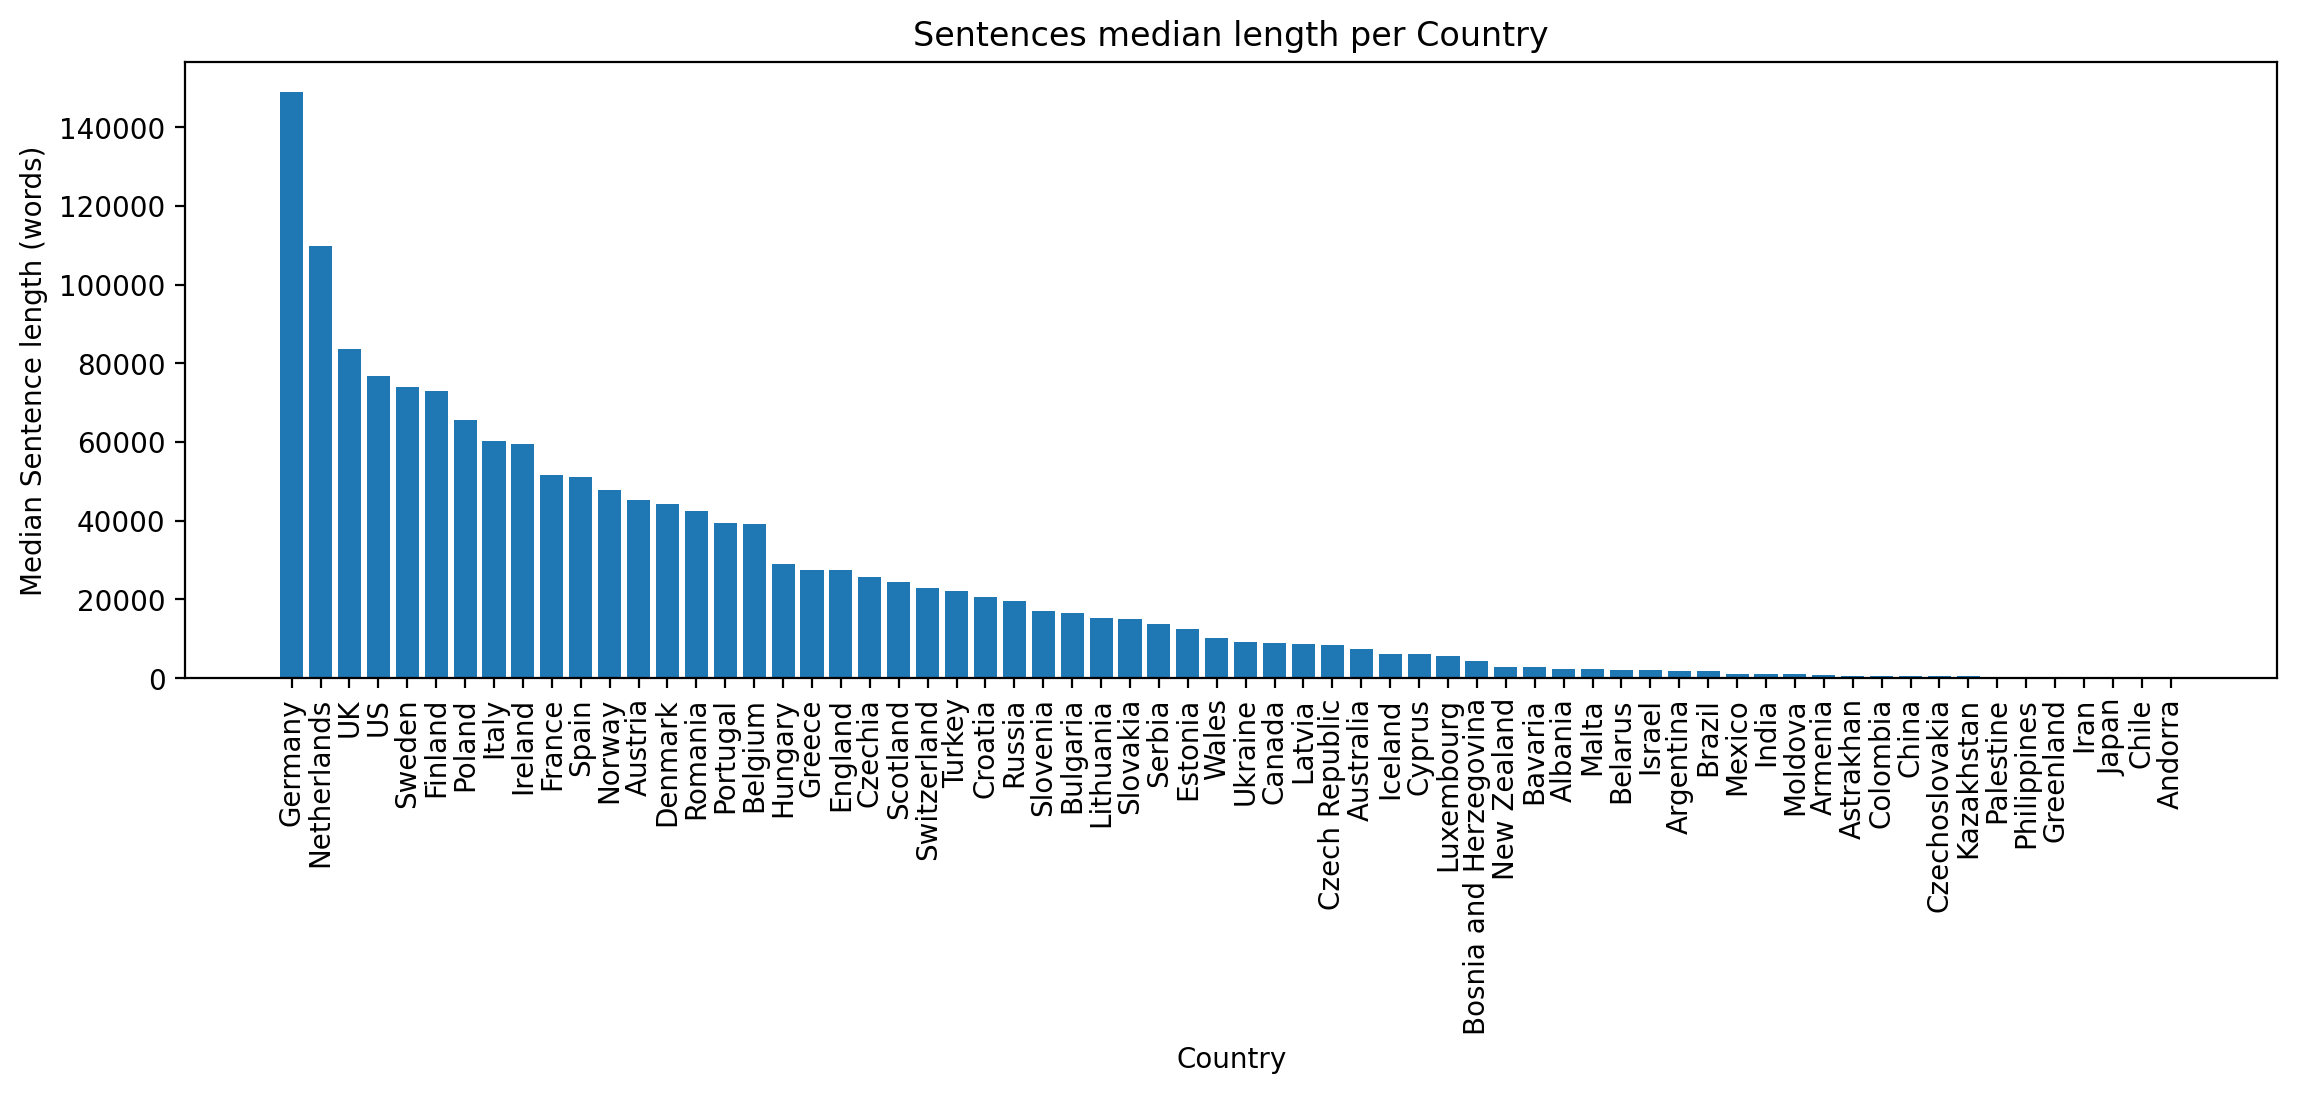 Sentences median length per Country
Median Sentence length (words)
140000
120000
100000
80000
60000
40000
20000
0
Germany
Netherlands
UK
US
Sweden
Finland
Poland
Italy
Ireland
France
Spain
Norway
Austria
Denmark
Romania
Portugal
Belgium
Hungary
Greece
England
Czechia
Scotland
Switzerland
Turkey
Croatia
Russia
Slovenia
Bulgaria
Lithuania
Slovakia
Serbia
Estonia
Wales
Ukraine
Canada
Latvia
Czech Republic
Australia
Iceland
Cyprus
Luxembourg
Bosnia and Herzegovina
New Zealand
Bavaria
Albania
Malta
Belarus
Israel
Argentina
Brazil
Mexico
India
Moldova
Armenia
Astrakhan
Colombia
China
Czechoslovakia
Kazakhstan
Palestine
Philippines
Greenland
Iran
Japan
Chile
Andorra
Country